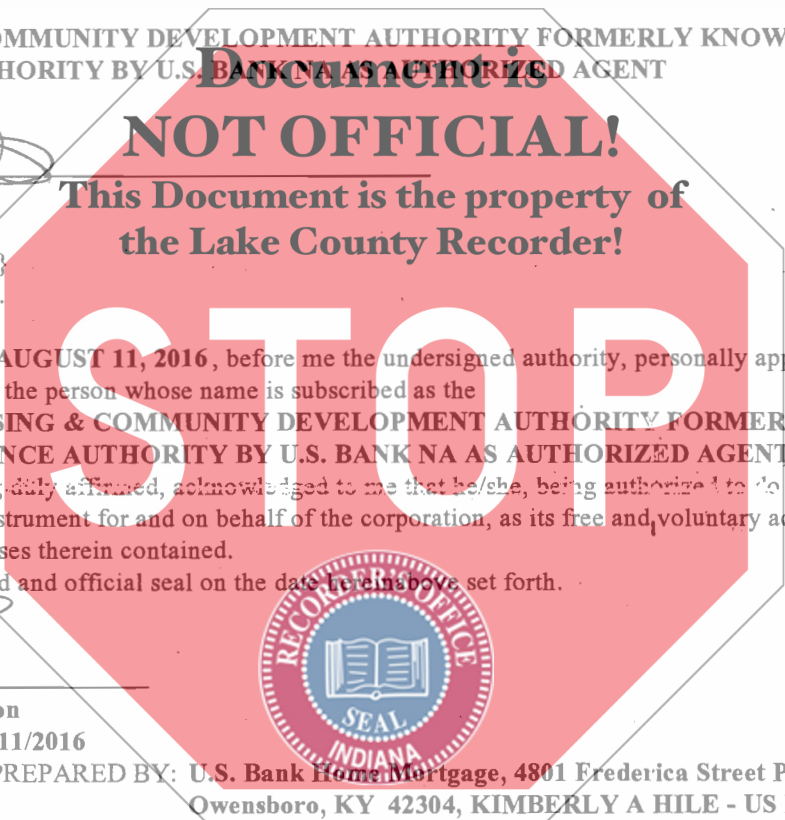 OMMUNITY DEVELOPMENT AUTHORITY FORMERLY KNOW
HORITY BY U.S. BANK NA AS AUTHORIZED AGENT
Document is
NOT OFFICIAL!
This Document is the property of
the Lake County Recorder!
STOP
AUGUST 11, 2016, before me the undersigned authority, personally app
the person whose name is subscribed as the
SING & COMMUNITY DEVELOPMENT AUTHORITY FORMER
NCE AUTHORITY BY U.S. BANK NA AS AUTHORIZED AGENT,
duly affirmed, acknowledged to me that he/she, being authorized to do
strument for and on behalf of the corporation, as its free and voluntary ac
ses therein contained.
d and official seal on the date hereinabove set forth.
RECORDER'S OFFICE
SEAL
INDIANA
on
11/2016
PREPARED BY: U.S. Bank Home Mortgage, 4801 Frederica Street P
Owensboro, KY 42304, KIMBERLY A HILE - US